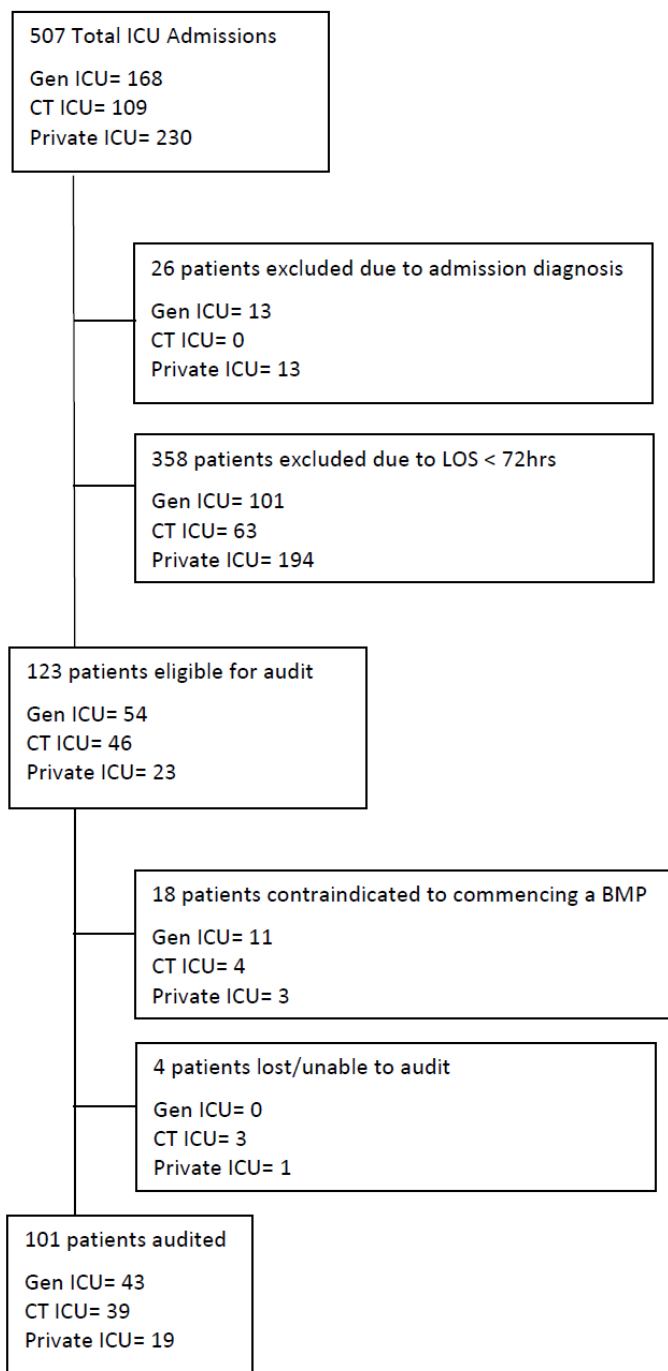 507 Total ICU Admissions
Gen ICU= 168
CT ICU= 109
Private ICU= 230
26 patients excluded due to admission diagnosis
Gen ICU= 13
CT ICU= 0
Private ICU= 13
358 patients excluded due to LOS < 72hrs
Gen ICU= 101
CT ICU= 63
Private ICU= 194
123 patients eligible for audit
Gen ICU= 54
CT ICU= 46
Private ICU= 23
18 patients contraindicated to commencing a BMP
Gen ICU= 11
CT ICU= 4
Private ICU= 3
4 patients lost/unable to audit
Gen ICU= 0
CT ICU= 3
Private ICU= 1
101 patients audited
Gen ICU= 43
CT ICU= 39
Private ICU= 19